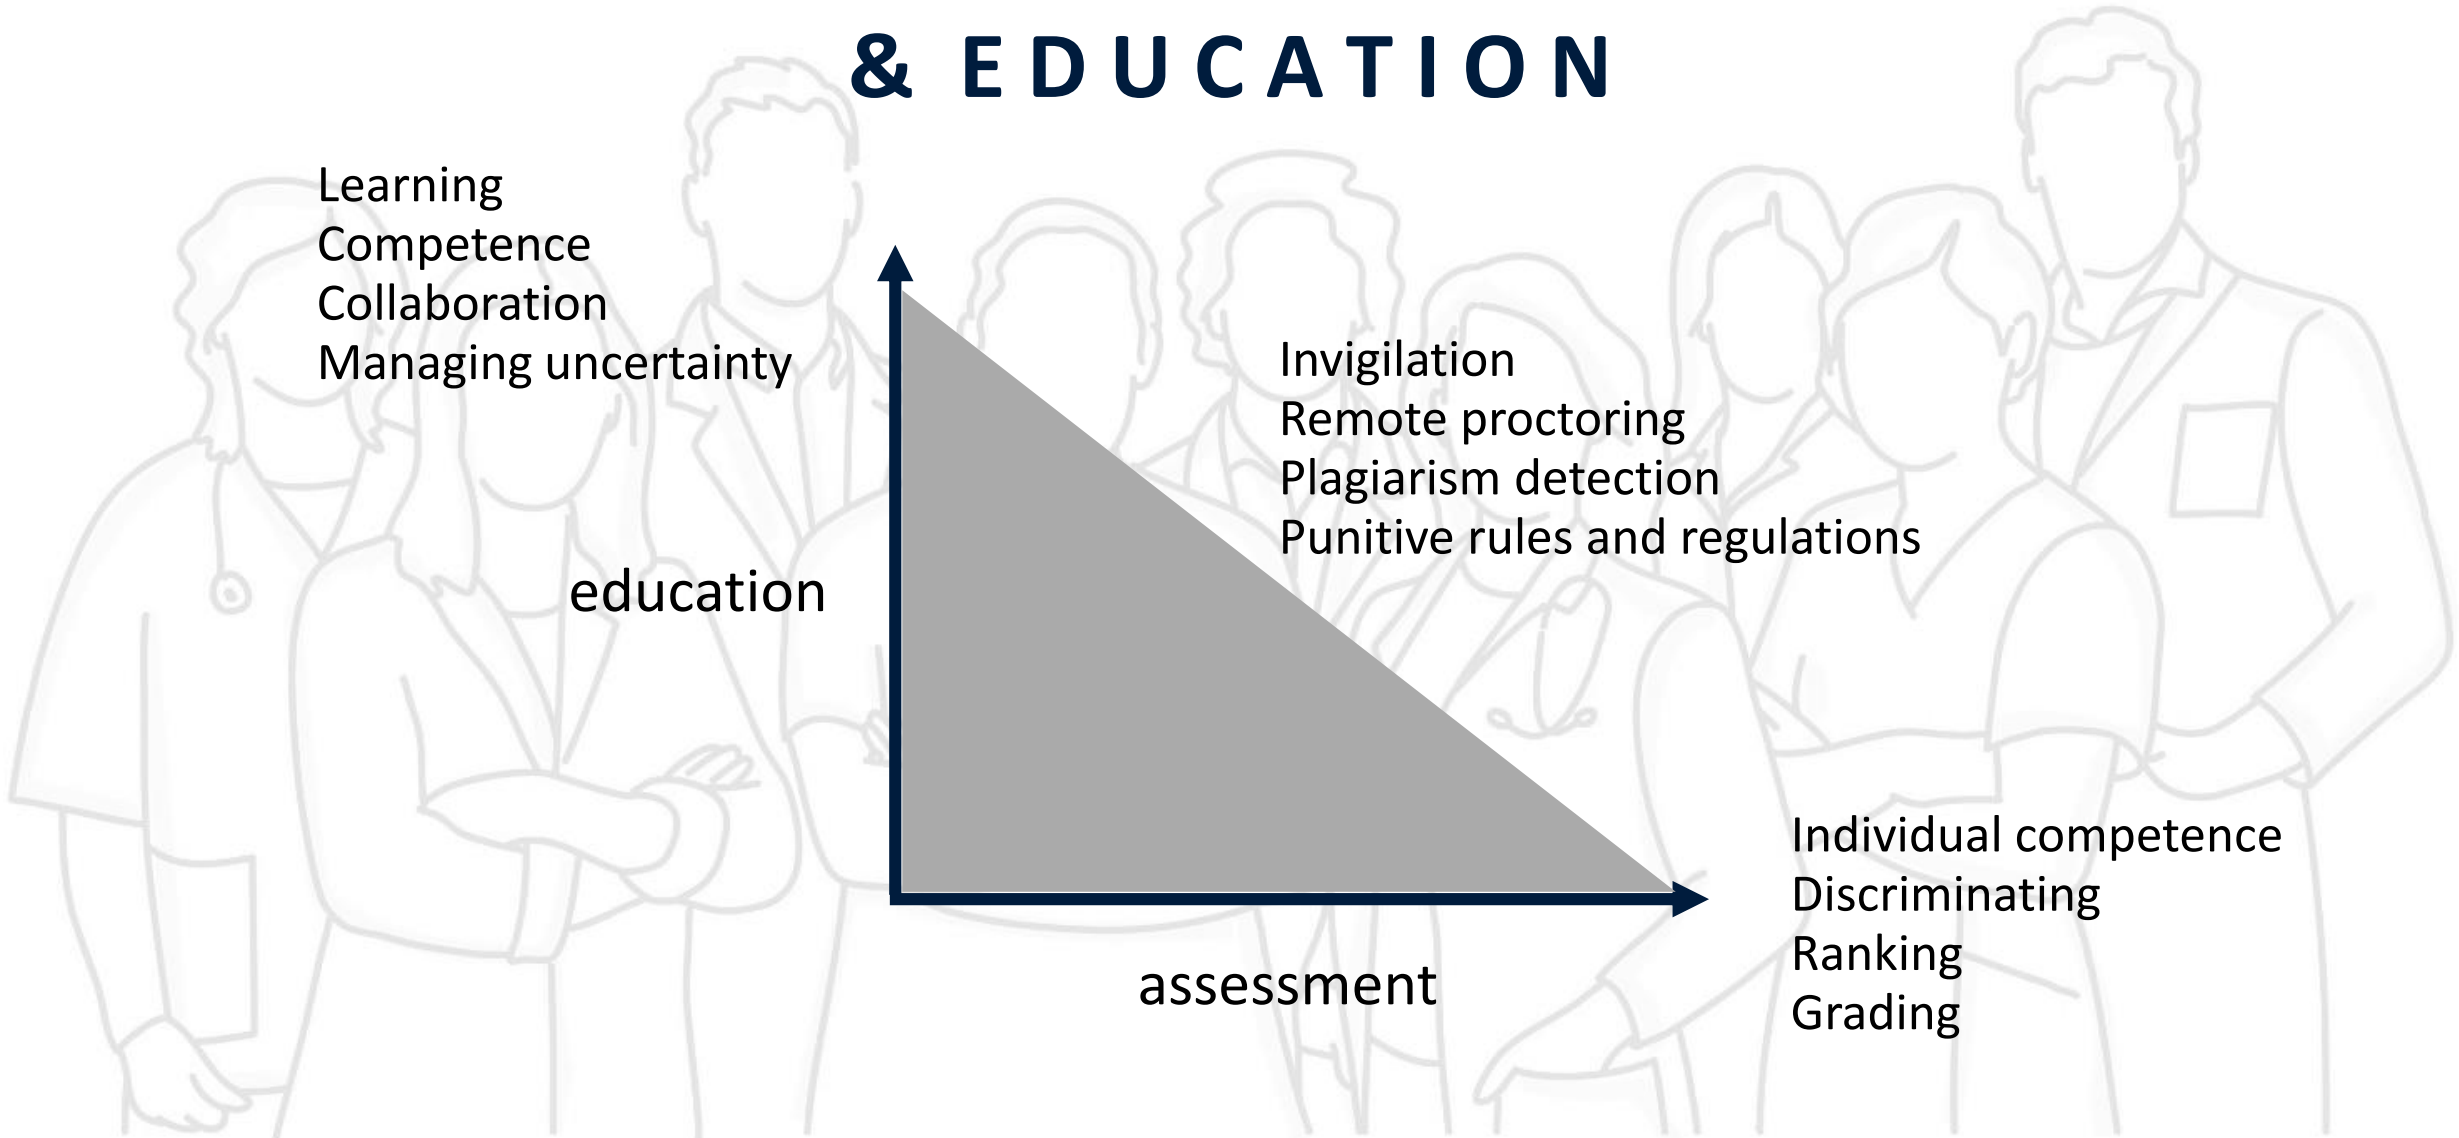 & EDUCATION
Learning
Competence
Collaboration
Managing uncertainty
Invigilation
Remote proctoring
Plagiarism detection
Punitive rules and regulations
education
Individual competence
Discriminating
Ranking
Grading
assessment